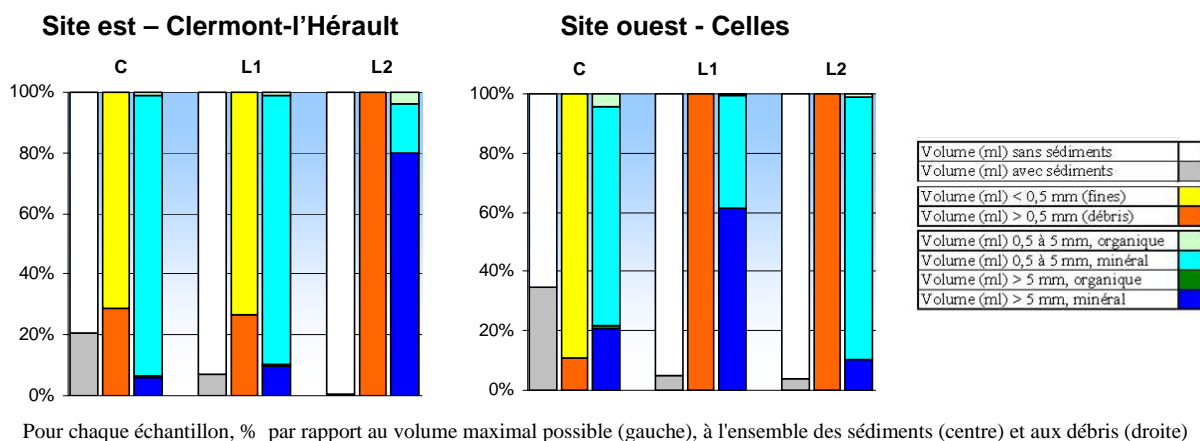 Site est – Clermont-l'Hérault
Site ouest - Celles
C L1 L2
100%
80%
60%
40%
20%
0%
C L1 L2
100%
80%
60%
40%
20%
0%
Volume (ml) sans sédiments
Volume (ml) avec sédiments
Volume (ml) < 0,5 mm (fines)
Volume (ml) > 0,5 mm (débris)
Volume (ml) 0,5 à 5 mm, organique
Volume (ml) 0,5 à 5 mm, minéral
Volume (ml) > 5 mm, organique
Volume (ml) > 5 mm, minéral
Pour chaque échantillon, % par rapport au volume maximal possible (gauche), à l'ensemble des sédiments (centre) et aux débris (droite)